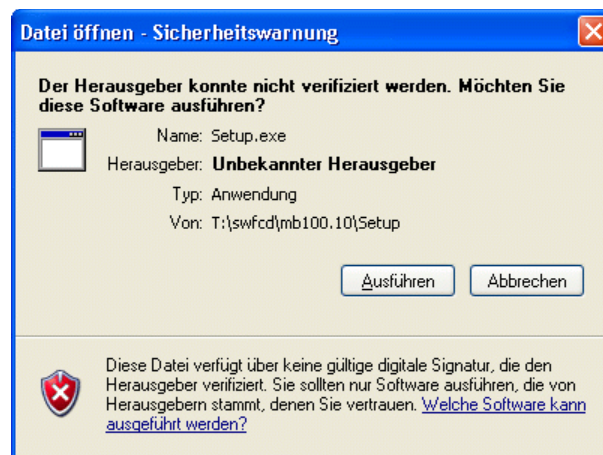 Datei öffnen - Sicherheitswarnung
Der Herausgeber konnte nicht verifiziert werden. Möchten Sie
diese Software ausführen?
Name: Setup.exe
Herausgeber: Unbekannter Herausgeber
Typ: Anwendung
Von: T:\swfcd\mb100.10\Setup
Ausführen Abbrechen
Diese Datei verfügt über keine gültige digitale Signatur, die den
Herausgeber verifiziert. Sie sollten nur Software ausführen, die von
Herausgebern stammt, denen Sie vertrauen. Welche Software kann
ausgeführt werden?